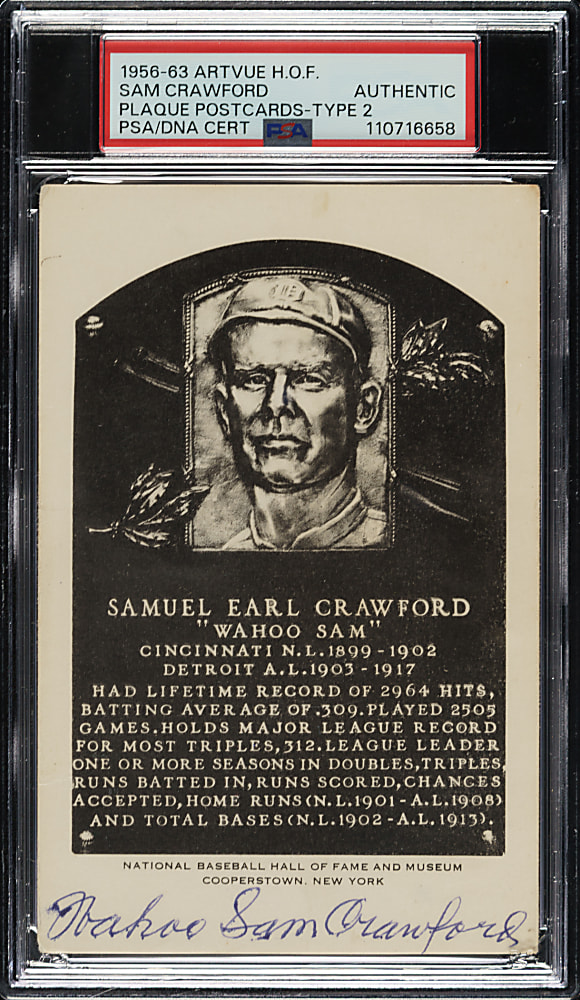 1956-63 ARTVUE H.O.F.
SAM CRAWFORD AUTHENTIC
PLAQUE POSTCARDS-TYPE 2
PSA/DNA CERT PSA 110716658
SAMUEL EARL CRAWFORD
"WAHOO SAM"
CINCINNATI N.L.1899-1902
DETROIT A.L.1903-1917
HAD LIFETIME RECORD OF 2964 HITS,
BATTING AVERAGE OF .309. PLAYED 2505
GAMES. HOLDS MAJOR LEAGUE RECORD
FOR MOST TRIPLES, 312. LEAGUE LEADER
ONE OR MORE SEASONS IN DOUBLES, TRIPLES,
RUNS BATTED IN, RUNS SCORED, CHANCES
ACCEPTED, HOME RUNS (N.L.1901-A.L.1908)
AND TOTAL BASES (N.L.1902-A.L.1913).
NATIONAL BASEBALL HALL OF FAME AND MUSEUM
COOPERSTOWN, NEW YORK
Wahoo Sam Crawford